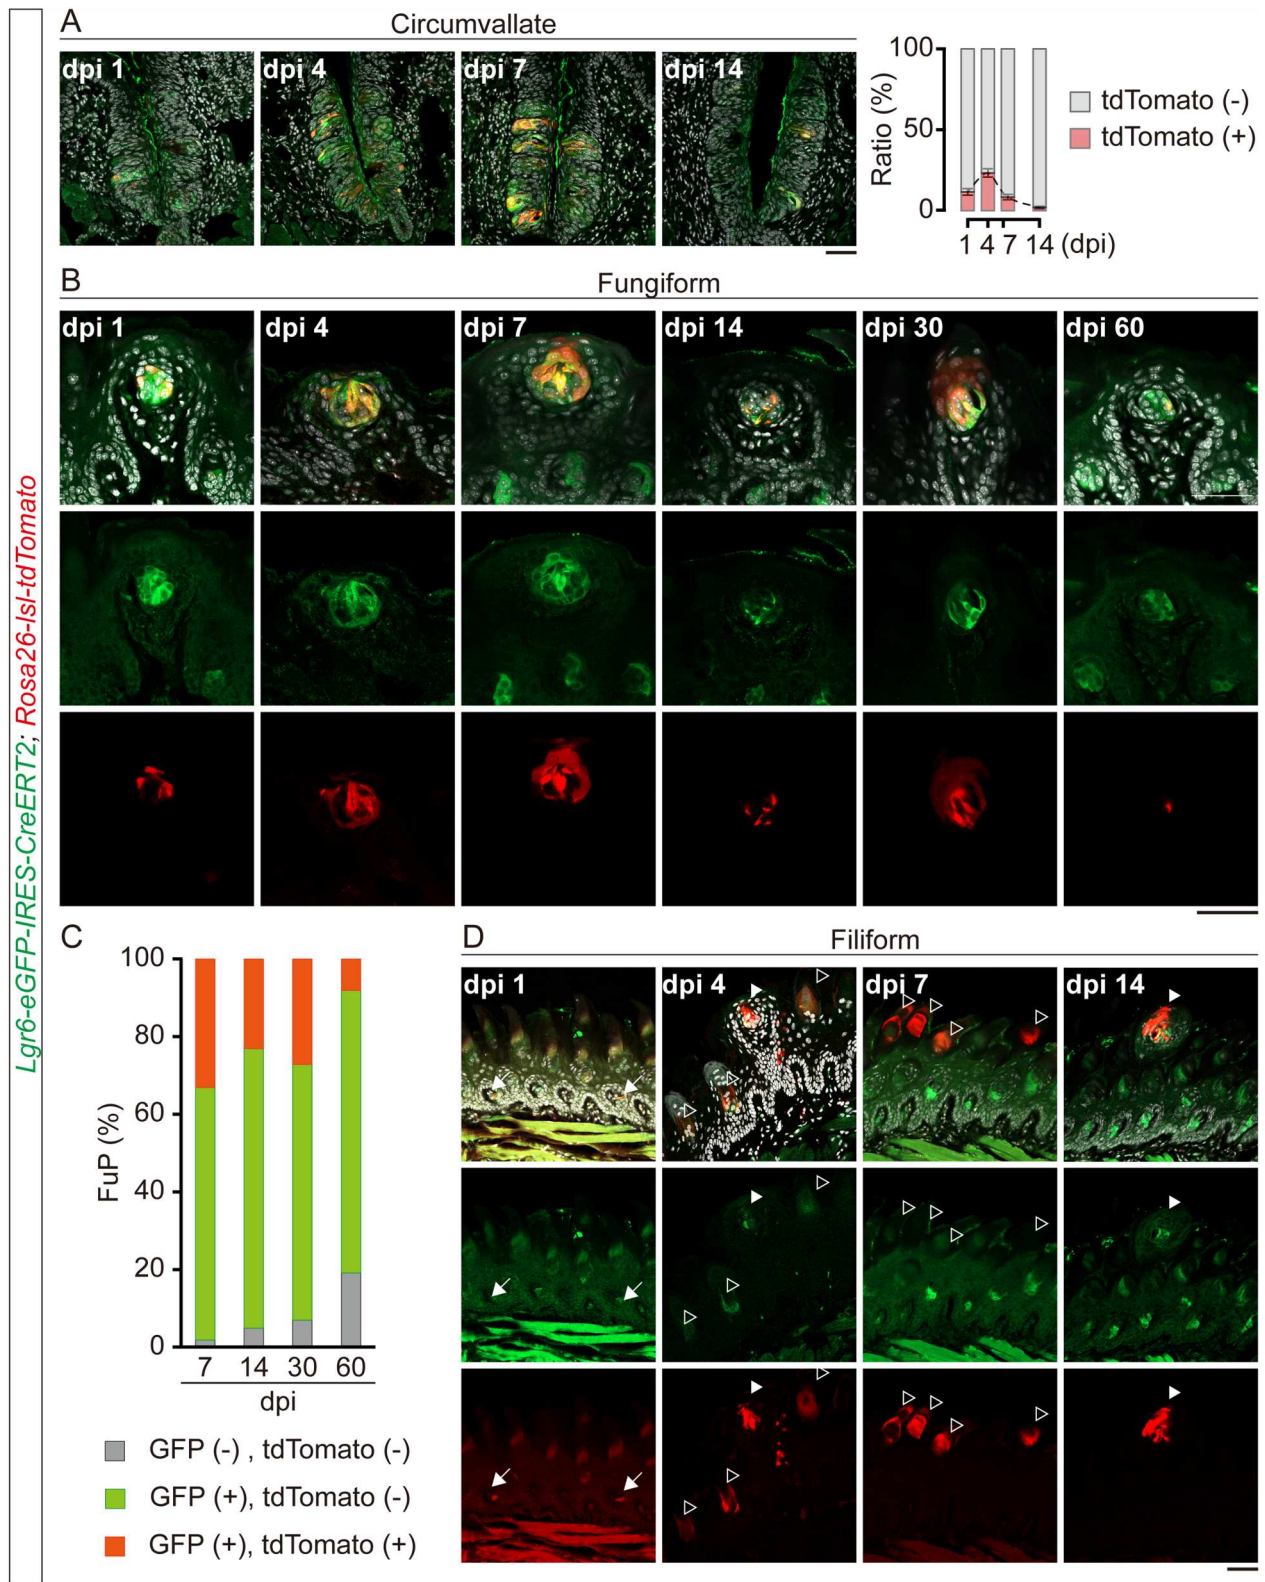 Lgr6-eGFP-IRES-CreERT2; Rosa26-lsl-tdTomato
A
Circumvallate
dpi 1
dpi 4
dpi 7
dpi 14
100
50
0
Ratio (%)
1 4 7 14 (dpi)
tdTomato (-)
tdTomato (+)
B
Fungiform
dpi 1
dpi 4
dpi 7
dpi 14
dpi 30
dpi 60
C
100
80
60
40
20
0
FuP (%)
7 14 30 60
dpi
GFP (-) , tdTomato (-)
GFP (+), tdTomato (-)
GFP (+), tdTomato (+)
D
Filiform
dpi 1
dpi 4
dpi 7
dpi 14